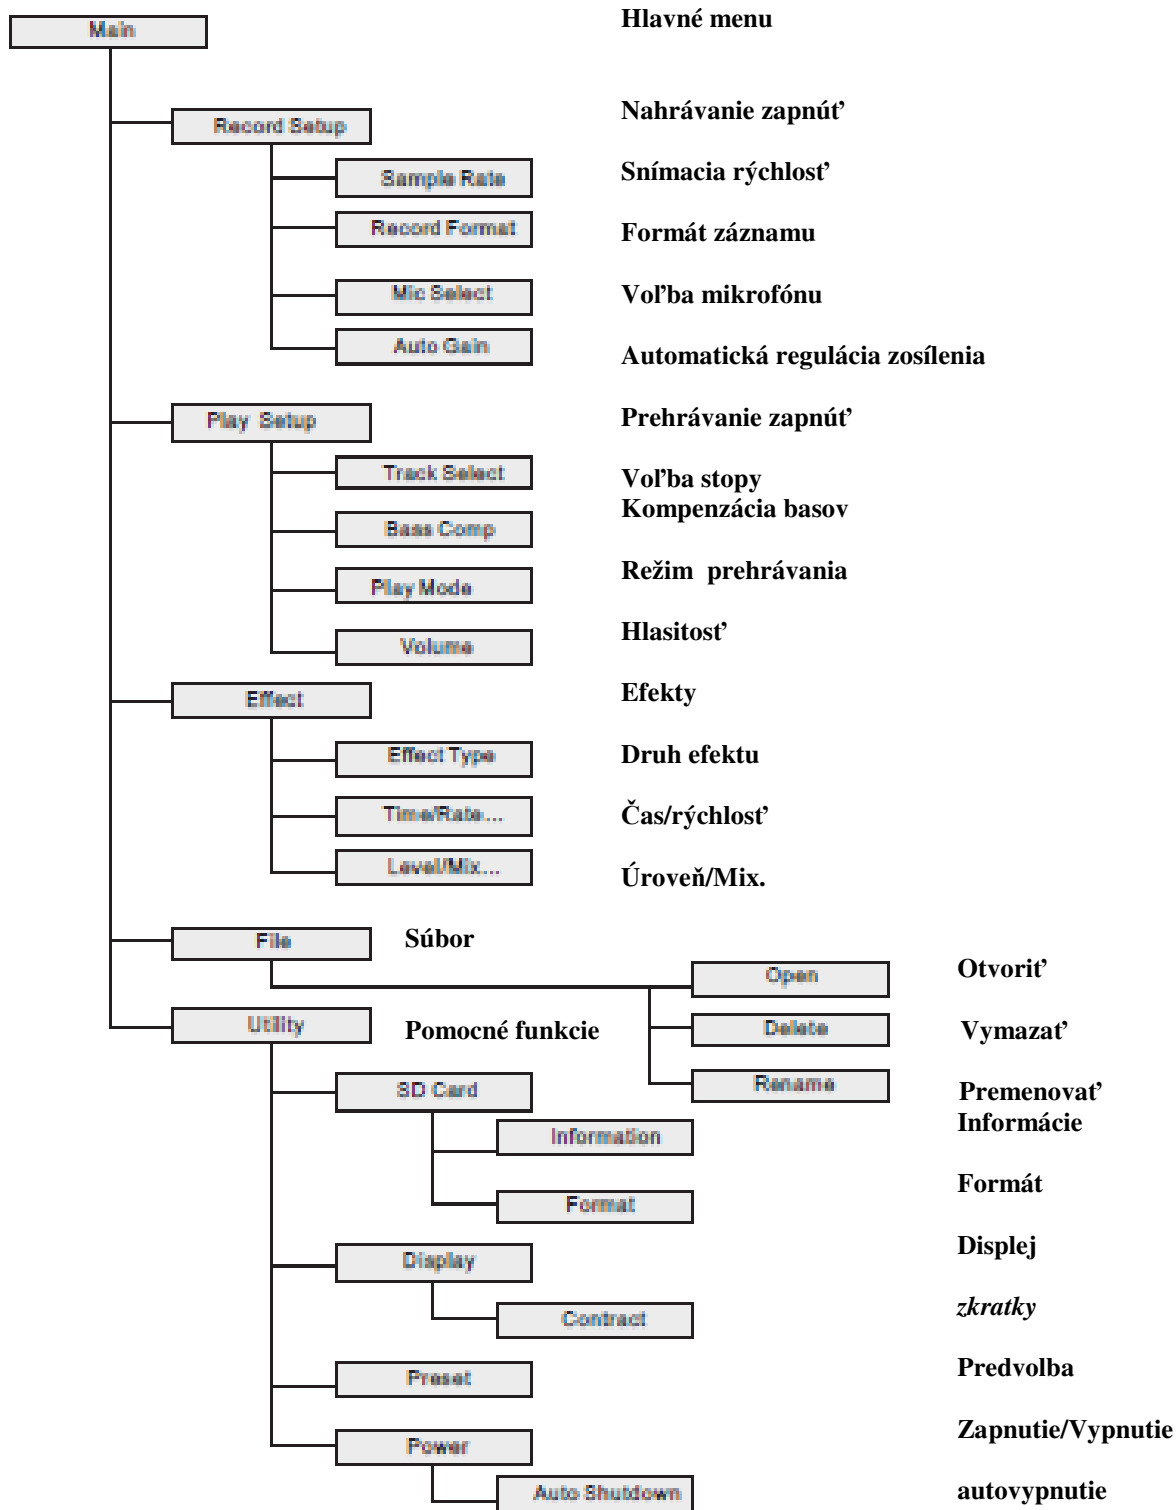 Main
Hlavné menu
Record Setup
Nahrávanie zapnúť
Sample Rate
Snímacia rýchlosť
Record Format
Formát záznamu
Mic Select
Voľba mikrofónu
Auto Gain
Automatická regulácia zosílenia
Play Setup
Prehrávanie zapnúť
Track Select
Voľba stopy
Bass Comp
Kompenzácia basov
Play Mode
Režim prehrávania
Volume
Hlasitosť
Effect
Efekty
Effect Type
Druh efektu
Time/Rate...
Čas/rýchlosť
Level/Mix...
Úroveň/Mix.
File
Súbor
Open
Otvoriť
Utility
Pomocné funkcie
Delete
Vymazať
SD Card
Rename
Premenovať
Information
Informácie
Format
Formát
Display
Displej
Contract
zkratky
Preset
Predvolba
Power
Zapnutie/Vypnutie
Auto Shutdown
autovypnutie